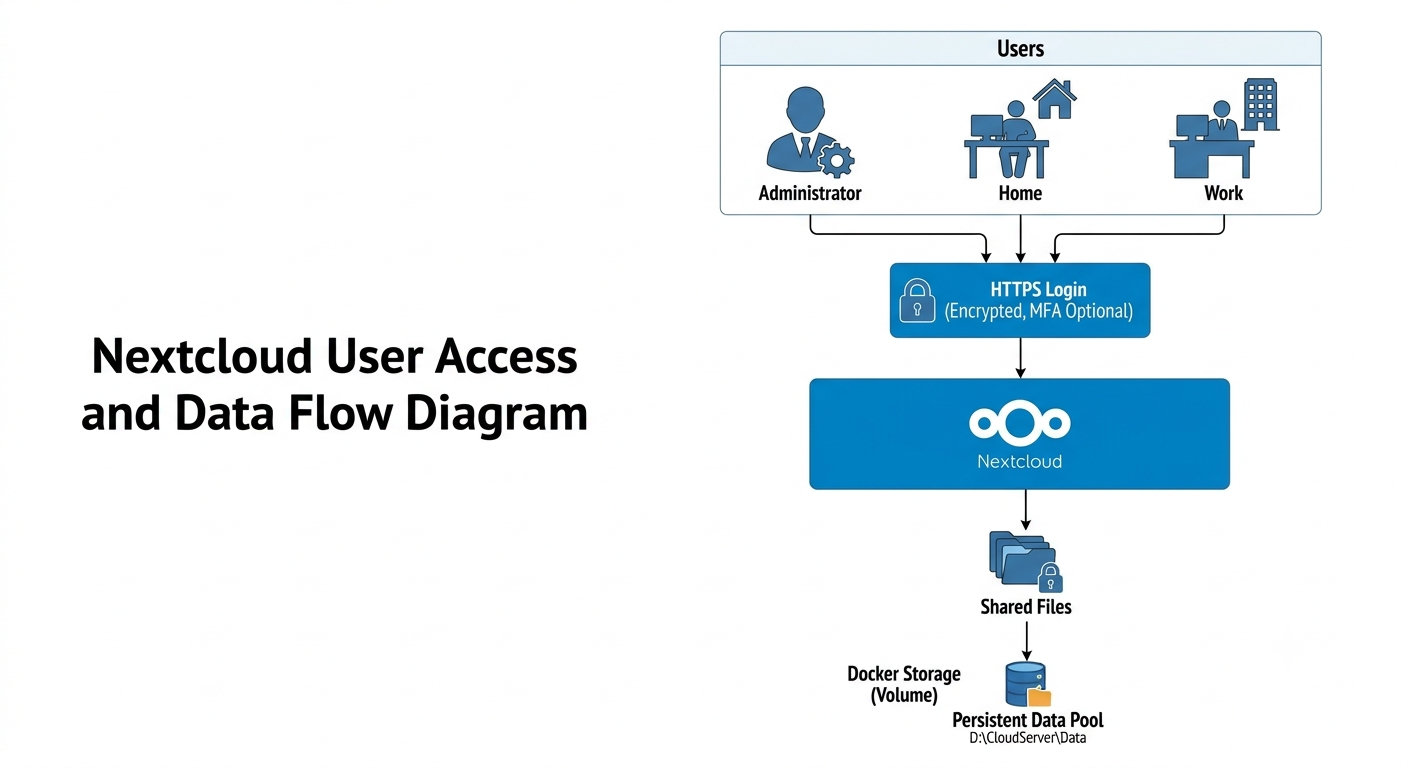 Nextcloud User Access
and Data Flow Diagram
Users
Administrator
Home
Work
HTTPS Login
(Encrypted, MFA Optional)
Nextcloud
Shared Files
Docker Storage
(Volume)
Persistent Data Pool
D:\CloudServer\Data